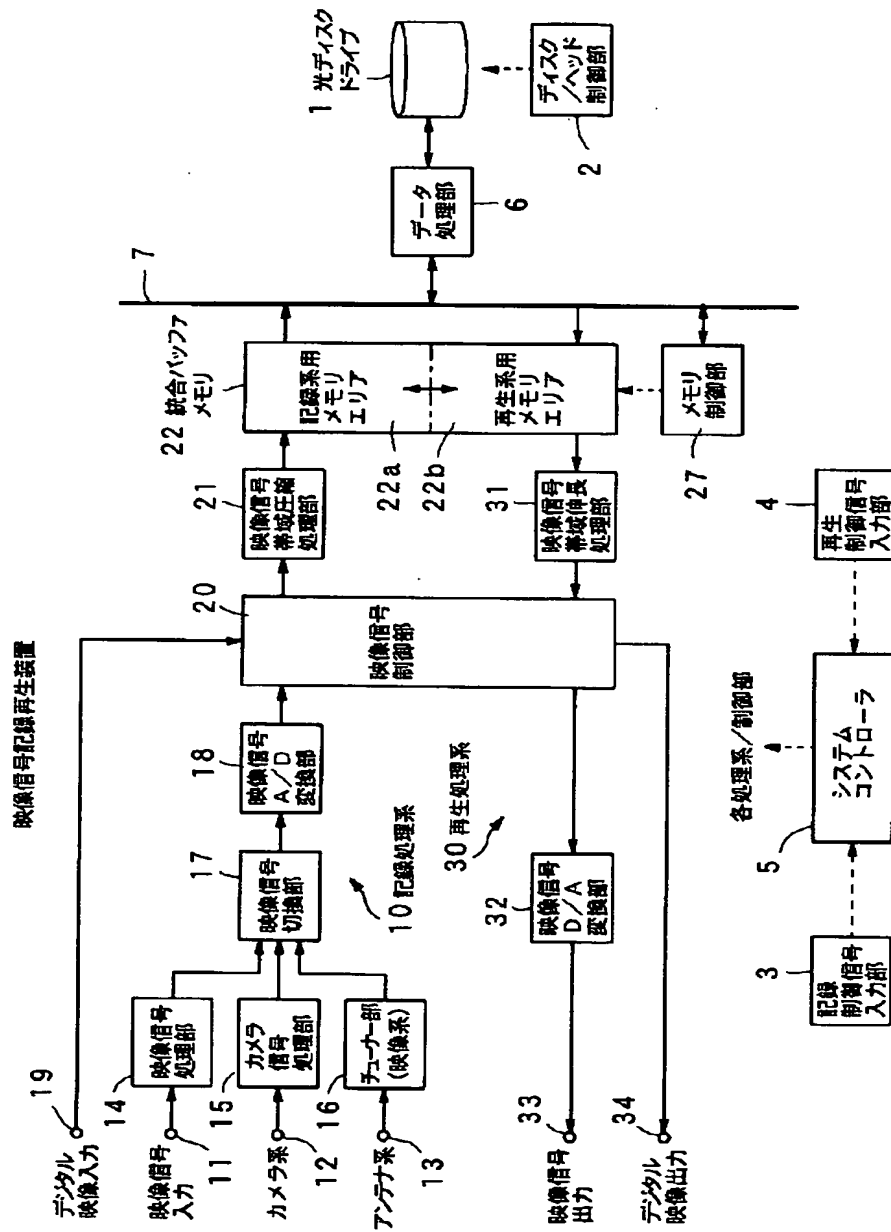 映像信号記録再生装置
19
デジタル
映像入力
映像信号
入力
11
14
映像信号
処理部
カメラ系
12
15
カメラ
信号
処理部
アンテナ系
13
16
チューナー部
(映像系)
17
映像信号
切換部
18
映像信号
A/D
変換部
10 記録処理系
20
映像信号
制御部
21
映像信号
帯域圧縮
処理部
22 統合バッファ
メモリ
記録系用
メモリ
エリア
22a
22b
再生系用
メモリ
エリア
7
データ
処理部
6
1 光ディスク
ドライブ
ディスク
/ヘッド
制御部
2
メモリ
制御部
27
31
映像信号
帯域伸長
処理部
30 再生処理系
32
映像信号
D/A
変換部
33
映像信号
出力
34
デジタル
映像出力
3
記録
制御信号
入力部
各処理系/制御部
5
システム
コントローラ
4
再生
制御信号
入力部